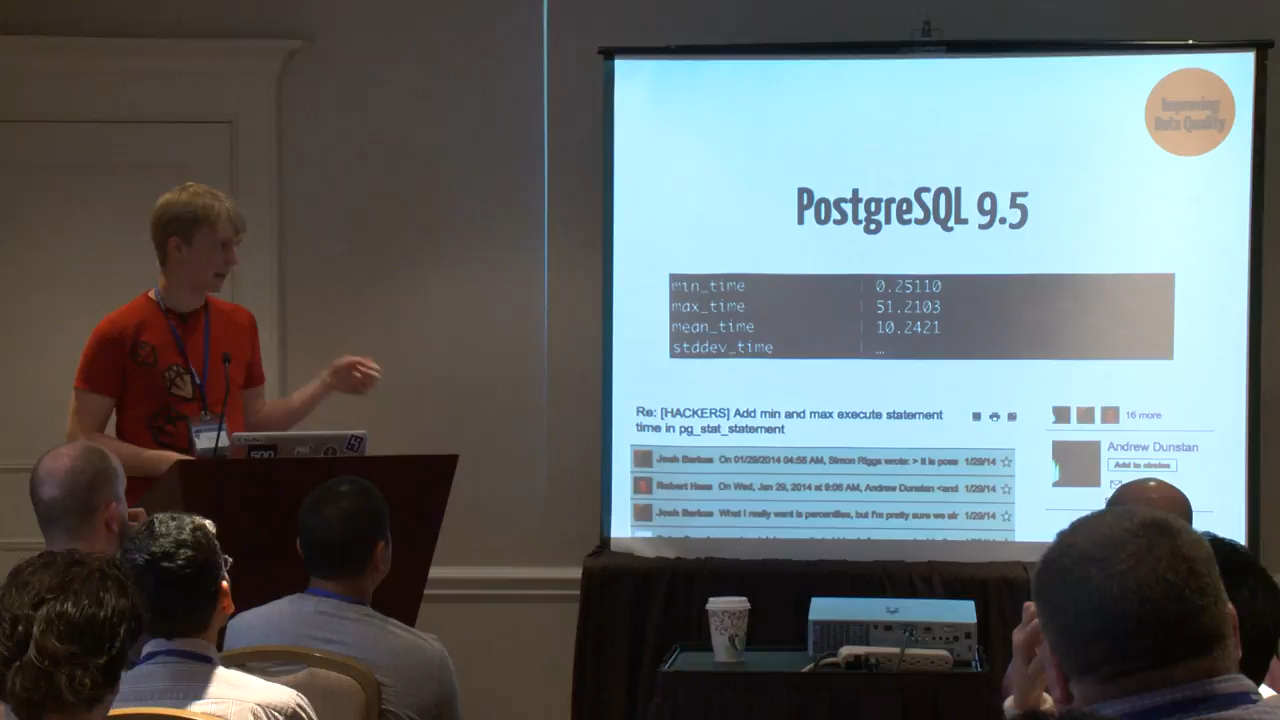 Improving
Data Quality
PostgreSQL 9.5
min_time | 0.25110
max_time | 51.2103
mean_time | 10.2421
stddev_time | …
Re: [HACKERS] Add min and max execute statement
time in pg_stat_statement
16 more
Andrew Dunstan
Add to circles
Josh Berkus On 01/29/2014 04:55 AM, Simon Riggs wrote: > It is poss 1/29/14
Robert Haas On Wed, Jan 29, 2014 at 9:06 AM, Andrew Dunstan <and 1/29/14
Josh Berkus What I really want is percentiles, but I'm pretty sure we alr 1/29/14
500